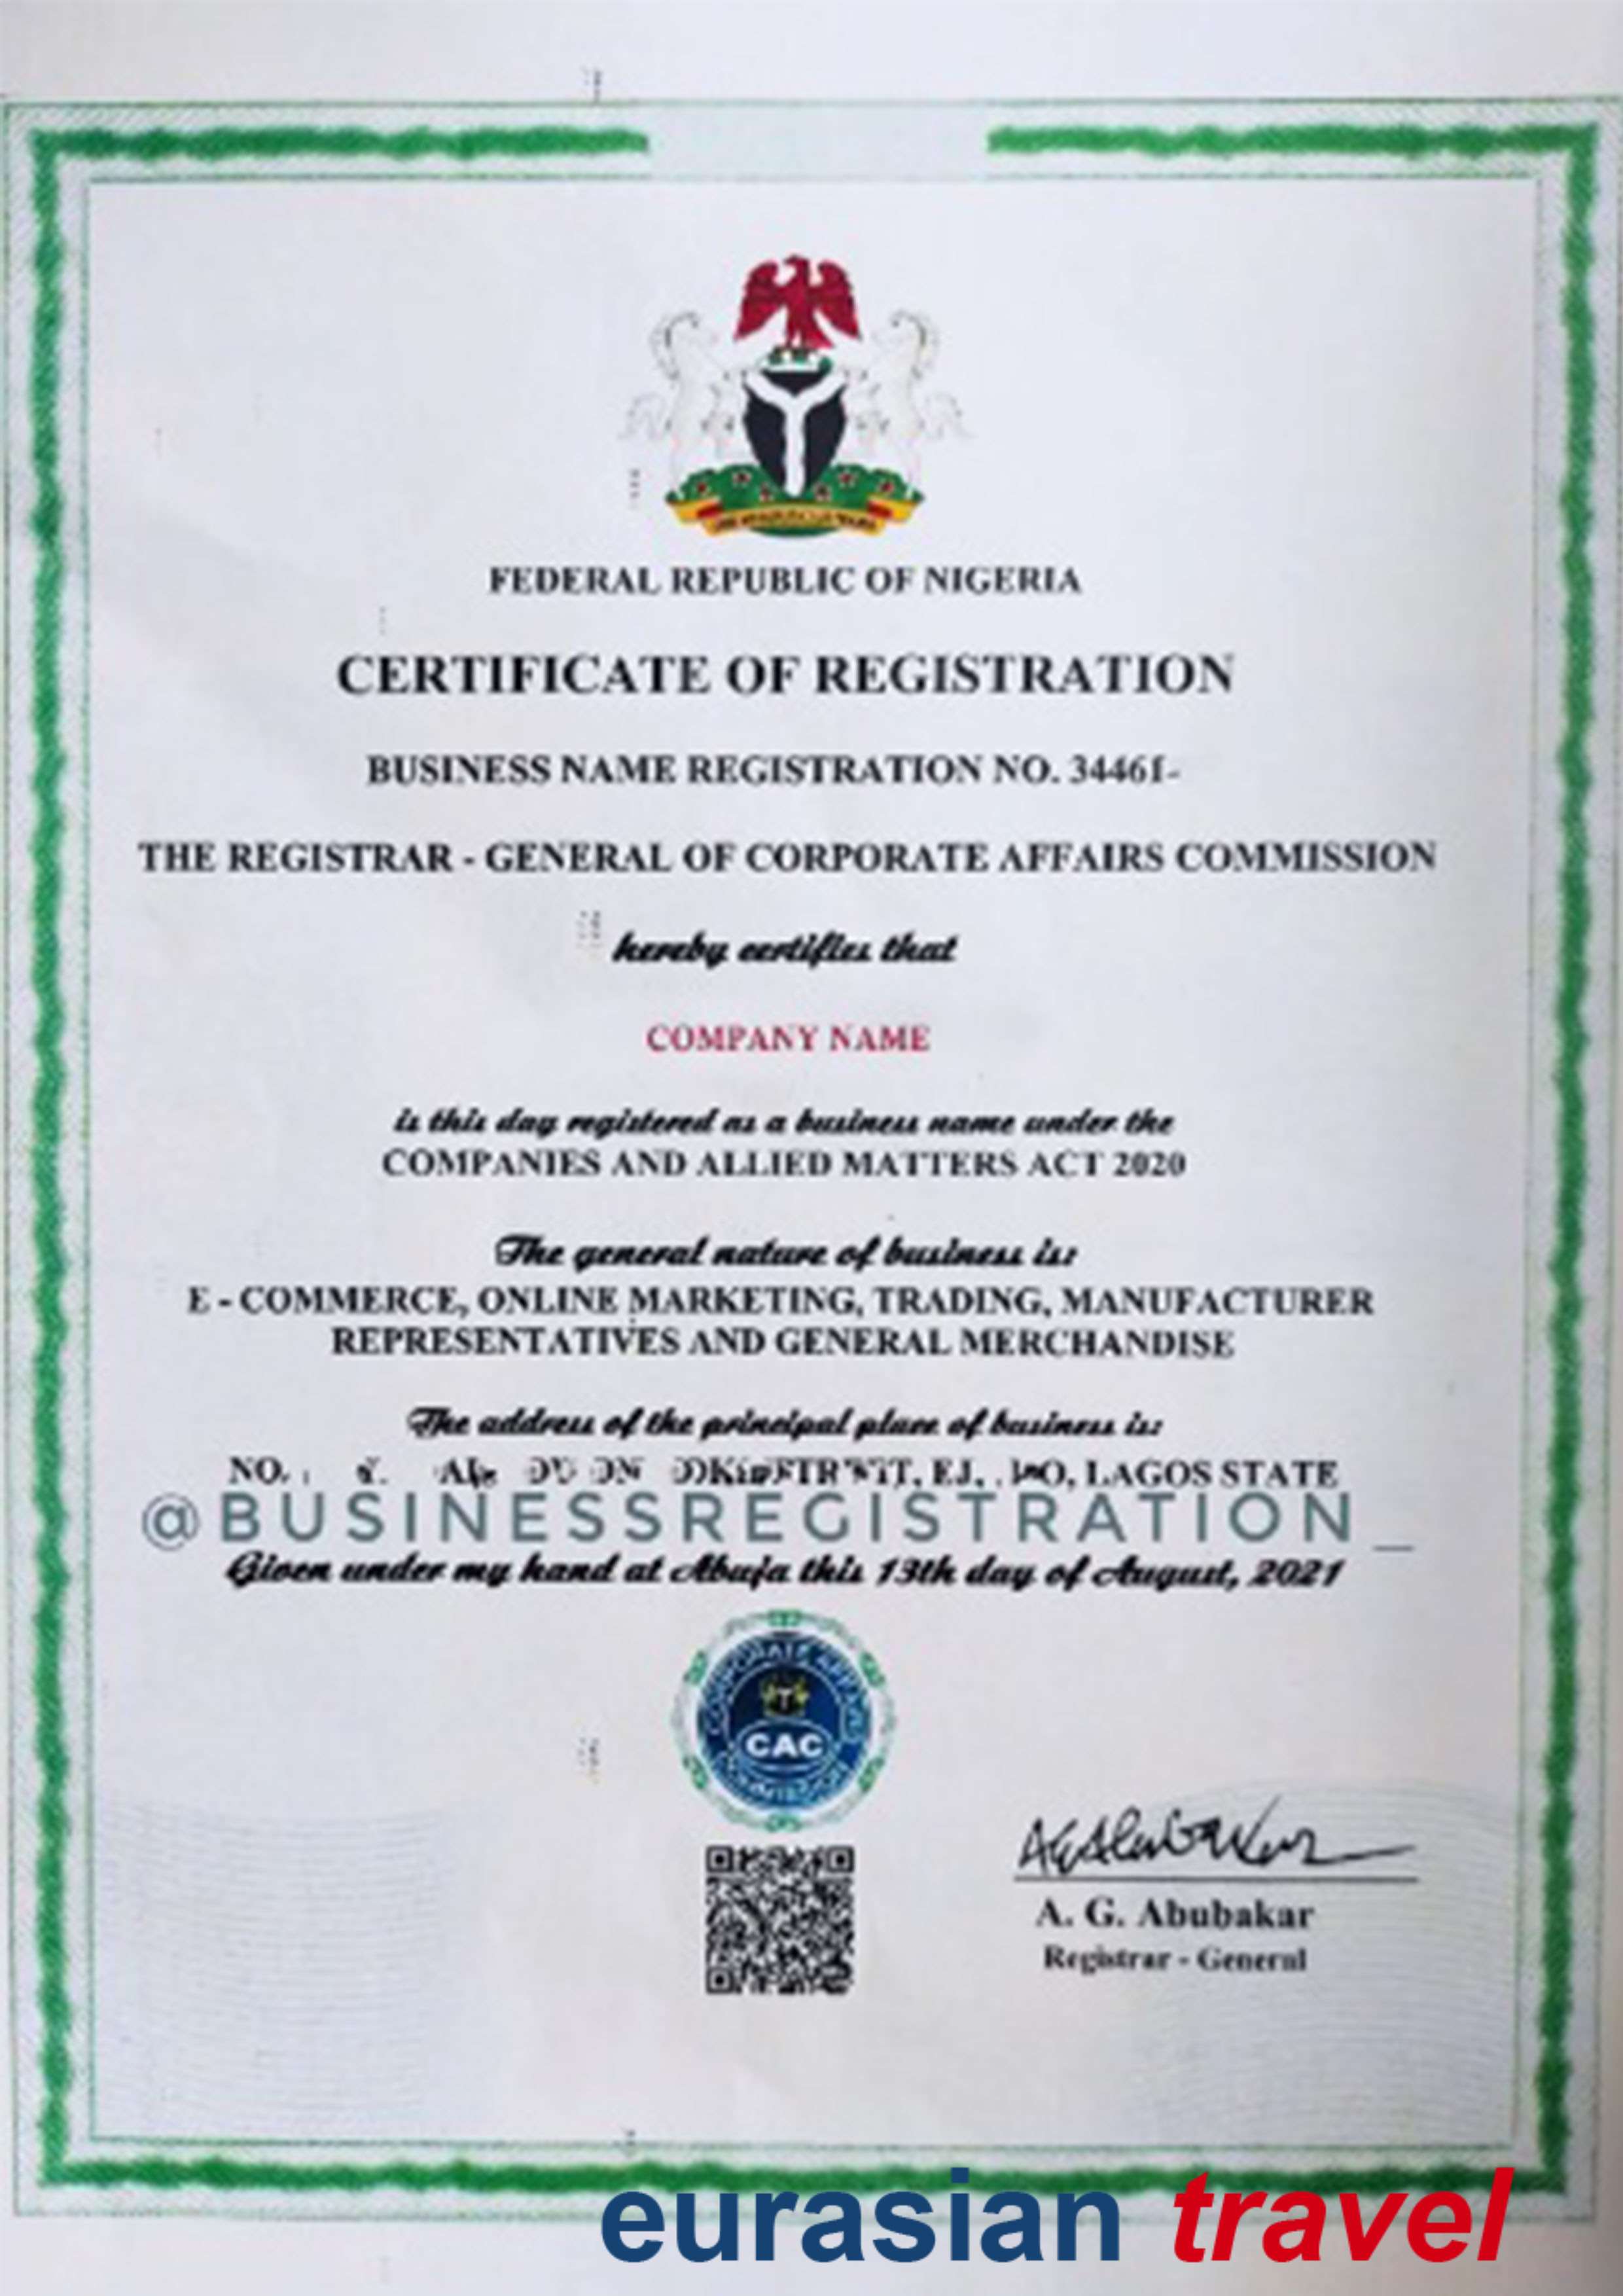 FEDERAL REPUBLIC OF NIGERIA
CERTIFICATE OF REGISTRATION
BUSINESS NAME REGISTRATION NO. 34461-
THE REGISTRAR - GENERAL OF CORPORATE AFFAIRS COMMISSION
hereby certifies that
COMPANY NAME
is this day registered as a business name under the
COMPANIES AND ALLIED MATTERS ACT 2020
The general nature of business is:
E - COMMERCE, ONLINE MARKETING, TRADING, MANUFACTURER
REPRESENTATIVES AND GENERAL MERCHANDISE
The address of the principal place of business is:
NO. LAGOS STATE
@BUSINESSREGISTRATION_
Given under my hand at Abuja this 13th day of August, 2021
CORPORATE AFFAIRS
CAC
COMMISSION
A. G. Abubakar
Registrar - General
eurasian travel